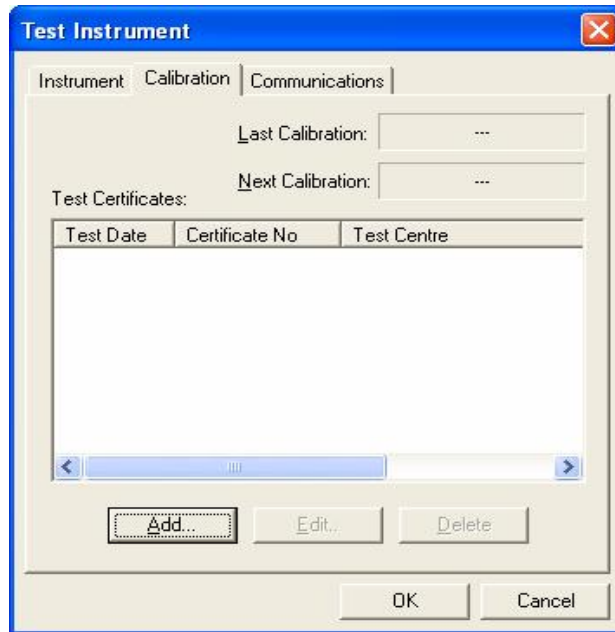 Test Instrument
Instrument Calibration Communications
Last Calibration: ---
Next Calibration: ---
Test Certificates:
Test Date Certificate No Test Centre
Add... Edit.. Delete
OK Cancel